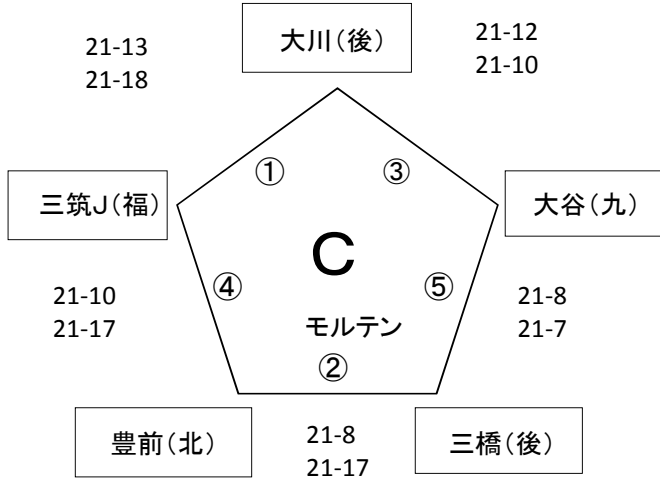 大川(後)
21-13
21-18
21-12
21-10
①
③
三筑J(福)
大谷(九)
C
④
⑤
21-10
21-17
21-8
21-7
モルテン
②
豊前(北)
21-8
21-17
三橋(後)